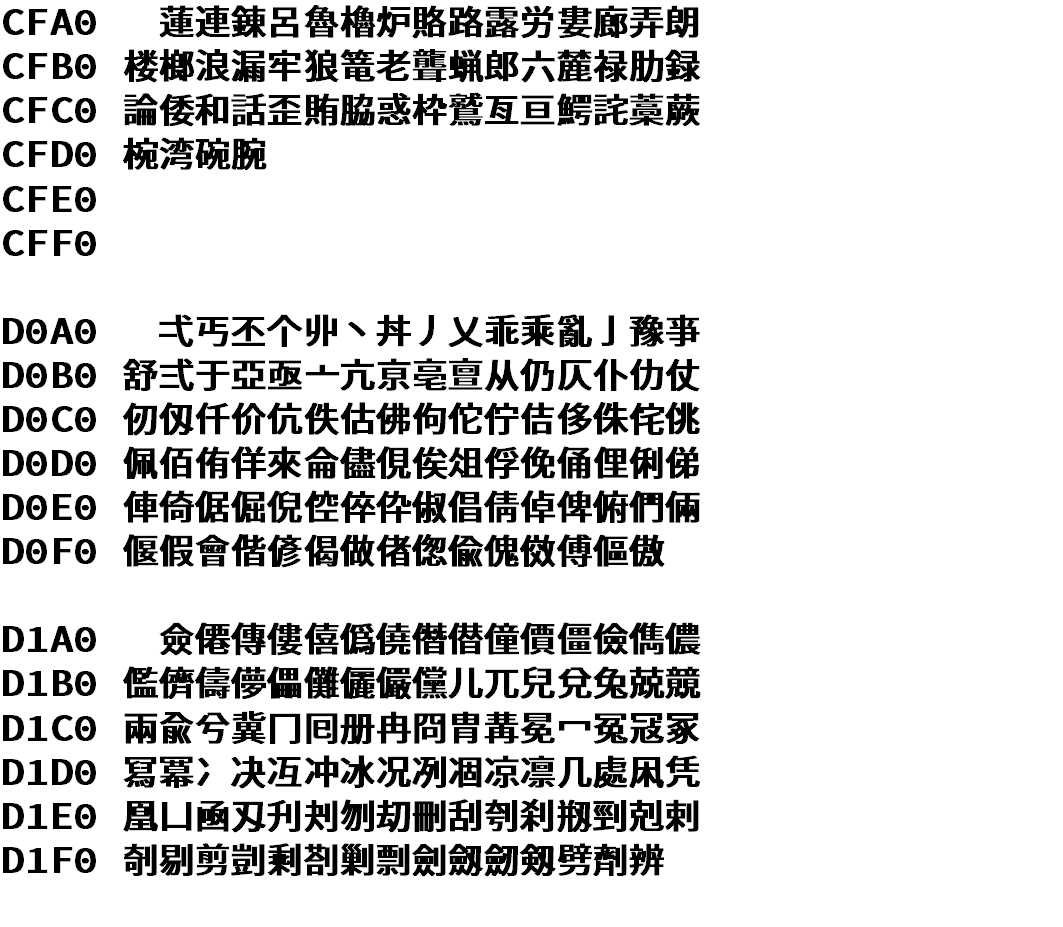 CFA0 蓮連錬呂魯櫓炉賂路露労婁廊弄朗
CFB0 楼榔浪漏牢狼篭老聾蝋郎六麓禄肋録
CFC0 論倭和話歪賄脇惑枠鷲亙亘鰐詫藁蕨
CFD0 椀湾碗腕
CFE0
CFF0
D0A0 弌丐丕个丱丶丼丿乂乖乘亂亅豫亊
D0B0 舒弍于亞亟亠亢亰亳亶从仍仄仆仂仗
D0C0 仞仭仟价伉佚估佛佝佗佇佶侈侏侘佻
D0D0 佩佰侑佯來侖儘俔俟俎俘俛俑俚俐俤
D0E0 俥倚倨倔倪倥倅伜俶倡倩倬俾俯們倆
D0F0 偃假會偕偐偈做偖偬偸傀傚傅傴傲
D1A0 僉僊傳僂僖僞僥僭僣僮價僵儉儁儂
D1B0 儖儕儔儚儡儺儷儼儻儿兀兒兌兔兢竸
D1C0 兩兪兮冀冂囘册冉冏冑冓冕冖冤冦冢
D1D0 冩冪冫决冱冲冰况冽凅凉凛几處凩凭
D1E0 凰凵凾刄刋刔刎刧刪刮刳刹剏剄剋剌
D1F0 剞剔剪剴剩剳剿剽劍劔劒剱劈劑辨